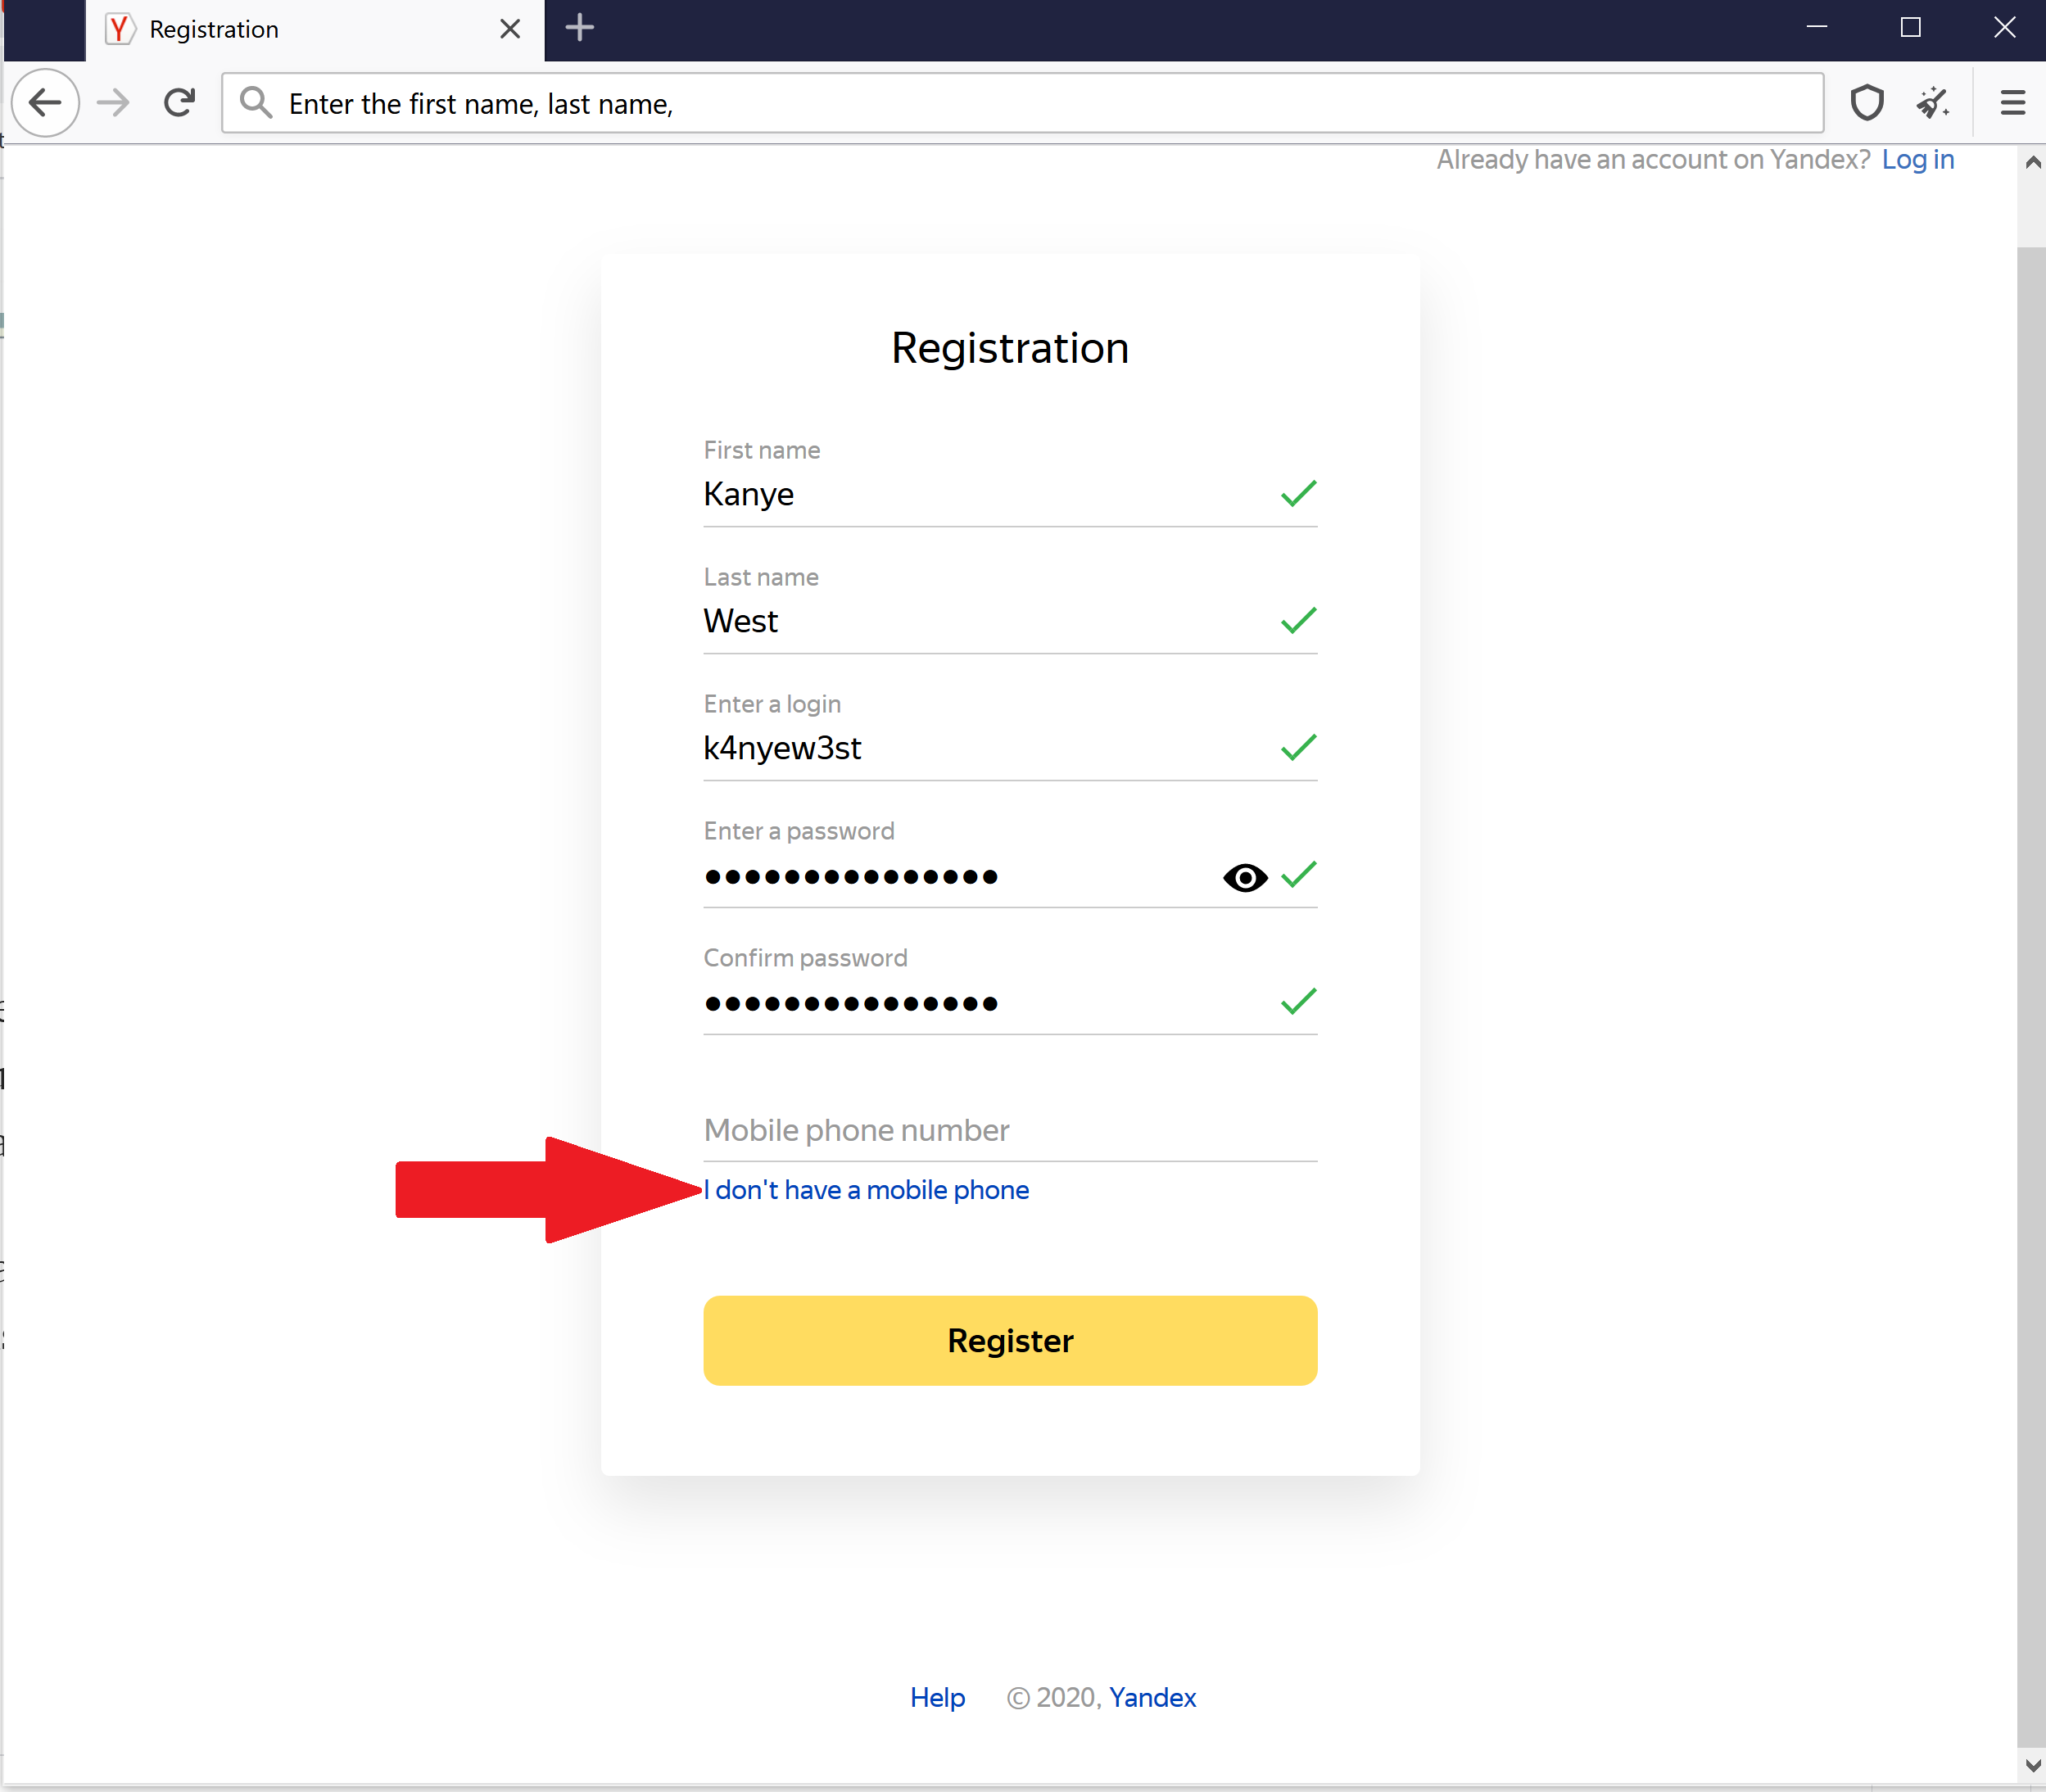 Registration
Enter the first name, last name,
Already have an account on Yandex? Log in
Registration
First name
Kanye
Last name
West
Enter a login
k4nyew3st
Enter a password
Confirm password
Mobile phone number
I don't have a mobile phone
Register
Help © 2020, Yandex